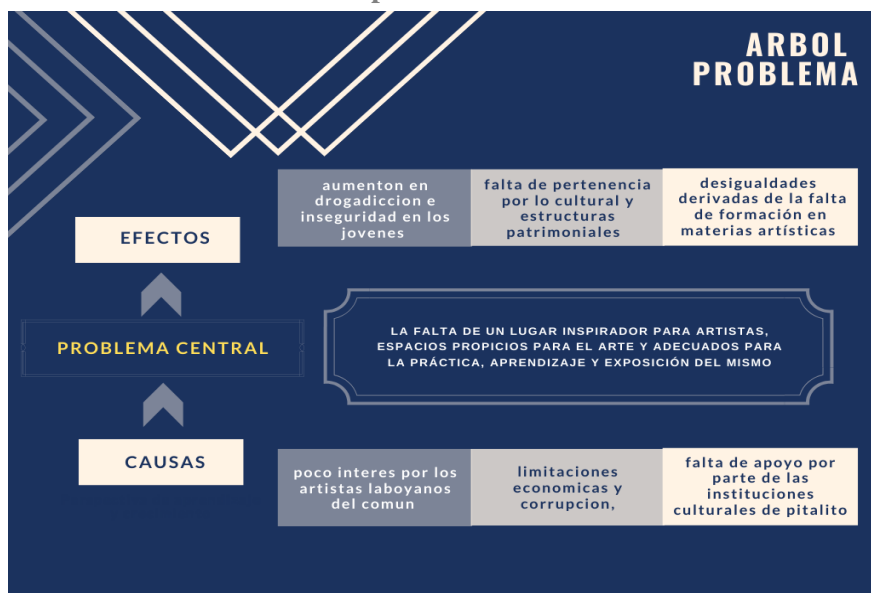 ARBOL
PROBLEMA
aumenton en
drogadiccion e
inseguridad en los
jovenes
falta de pertenencia
por lo cultural y
estructuras
patrimoniales
desigualdades
derivadas de la falta
de formación en
materias artísticas
EFECTOS
PROBLEMA CENTRAL
LA FALTA DE UN LUGAR INSPIRADOR PARA ARTISTAS,
ESPACIOS PROPICIOS PARA EL ARTE Y ADECUADOS PARA
LA PRÁCTICA, APRENDIZAJE Y EXPOSICIÓN DEL MISMO
CAUSAS
poco interes por los
artistas laboyanos
del comun
limitaciones
economicas y
corrupcion,
falta de apoyo por
parte de las
instituciones
culturales de pitalito